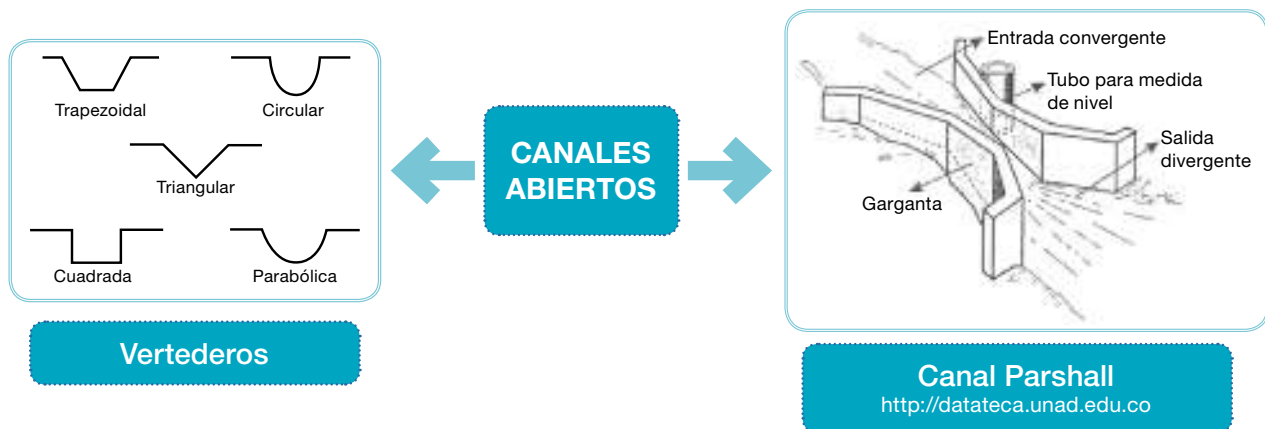 Trapezoidal
Circular
Triangular
Cuadrada
Parabólica
Vertederos
CANALES
ABIERTOS
Entrada convergente
Tubo para medida
de nivel
Salida
divergente
Garganta
Canal Parshall
http://datateca.unad.edu.co